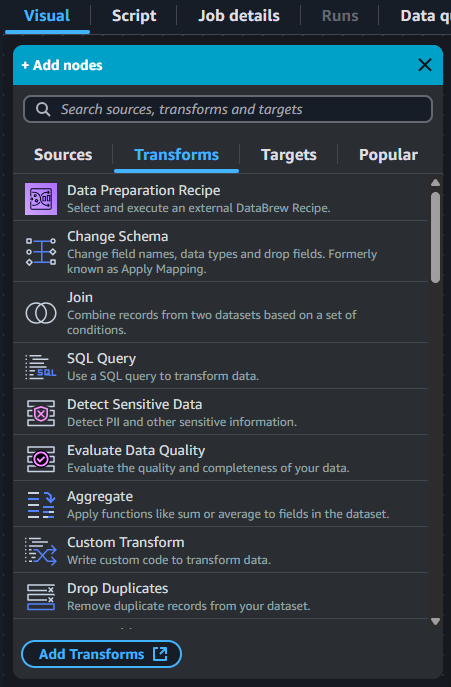 Visual
Script
Job details
Runs
Data q
+ Add nodes
Search sources, transforms and targets
Sources
Transforms
Targets
Popular
Data Preparation Recipe
Select and execute an external DataBrew Recipe.
Change Schema
Change field names, data types and drop fields. Formerly
known as Apply Mapping.
Join
Combine records from two datasets based on a set of
conditions.
SQL Query
SQL
Use a SQL query to transform data.
Detect Sensitive Data
Detect PII and other sensitive information.
Evaluate Data Quality
Evaluate the quality and completeness of your data.
Aggregate
Apply functions like sum or average to fields in the dataset.
Custom Transform
Write custom code to transform data.
Drop Duplicates
Remove duplicate records from your dataset.
Add Transforms